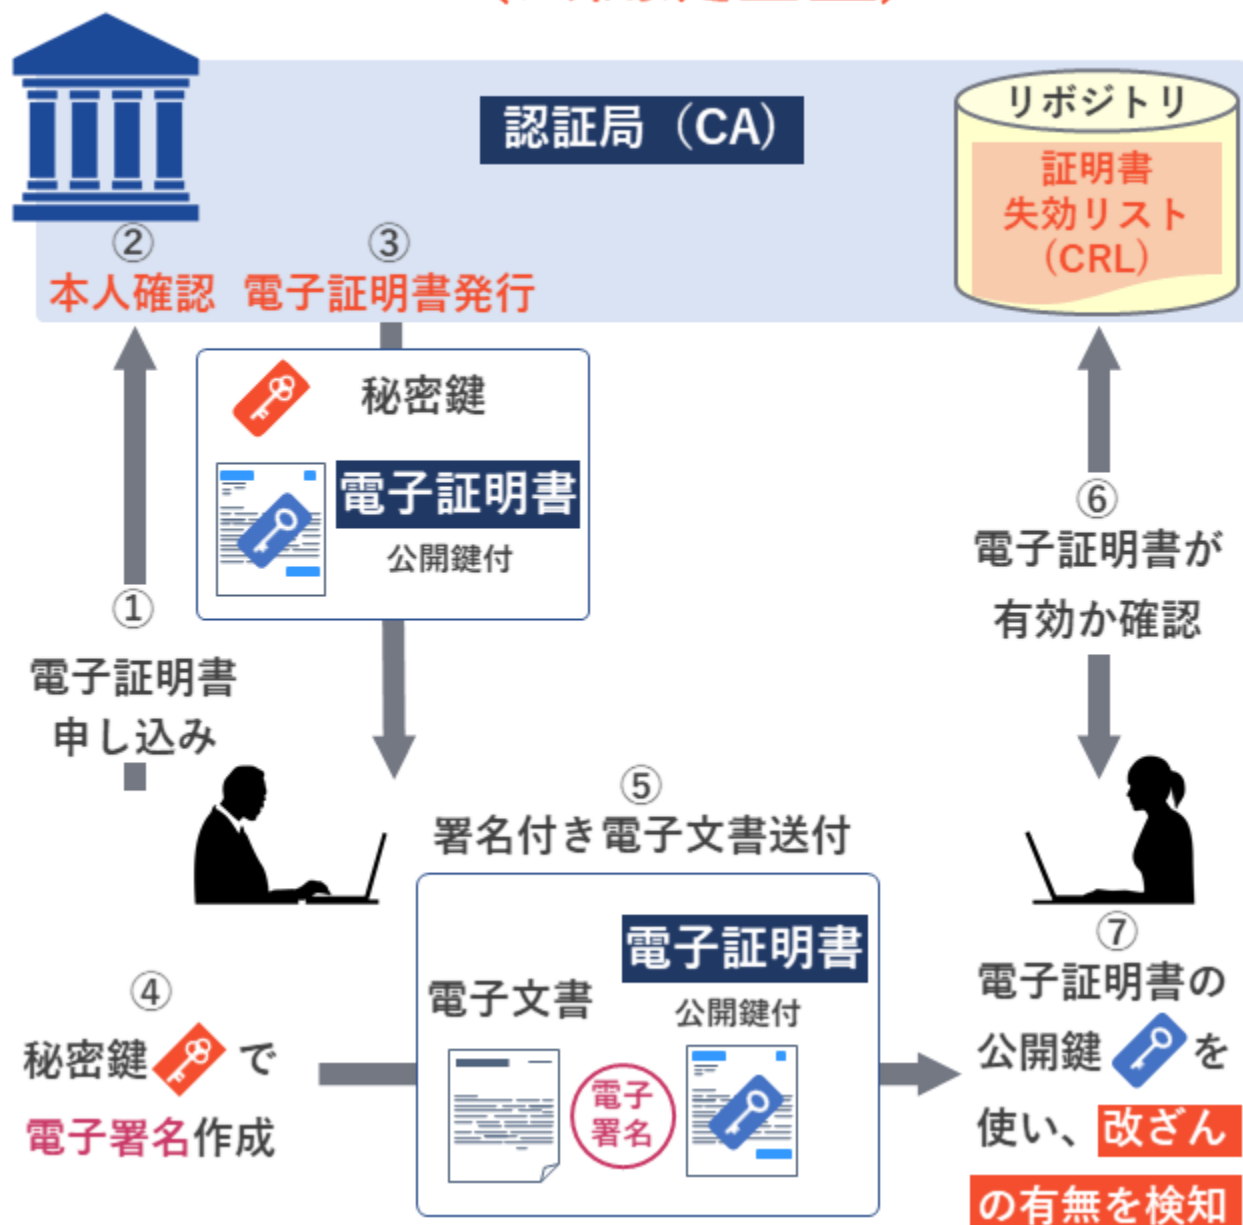 認証局（CA）
リポジトリ
証明書
失効リスト
（CRL）
②
本人確認
③
電子証明書発行
秘密鍵
電子証明書
公開鍵付
①
電子証明書
申し込み
⑥
電子証明書が
有効か確認
⑤
署名付き電子文書送付
電子文書
電子証明書
公開鍵付
電子
署名
④
秘密鍵で
電子署名作成
⑦
電子証明書の
公開鍵を
使い、改ざん
の有無を検知